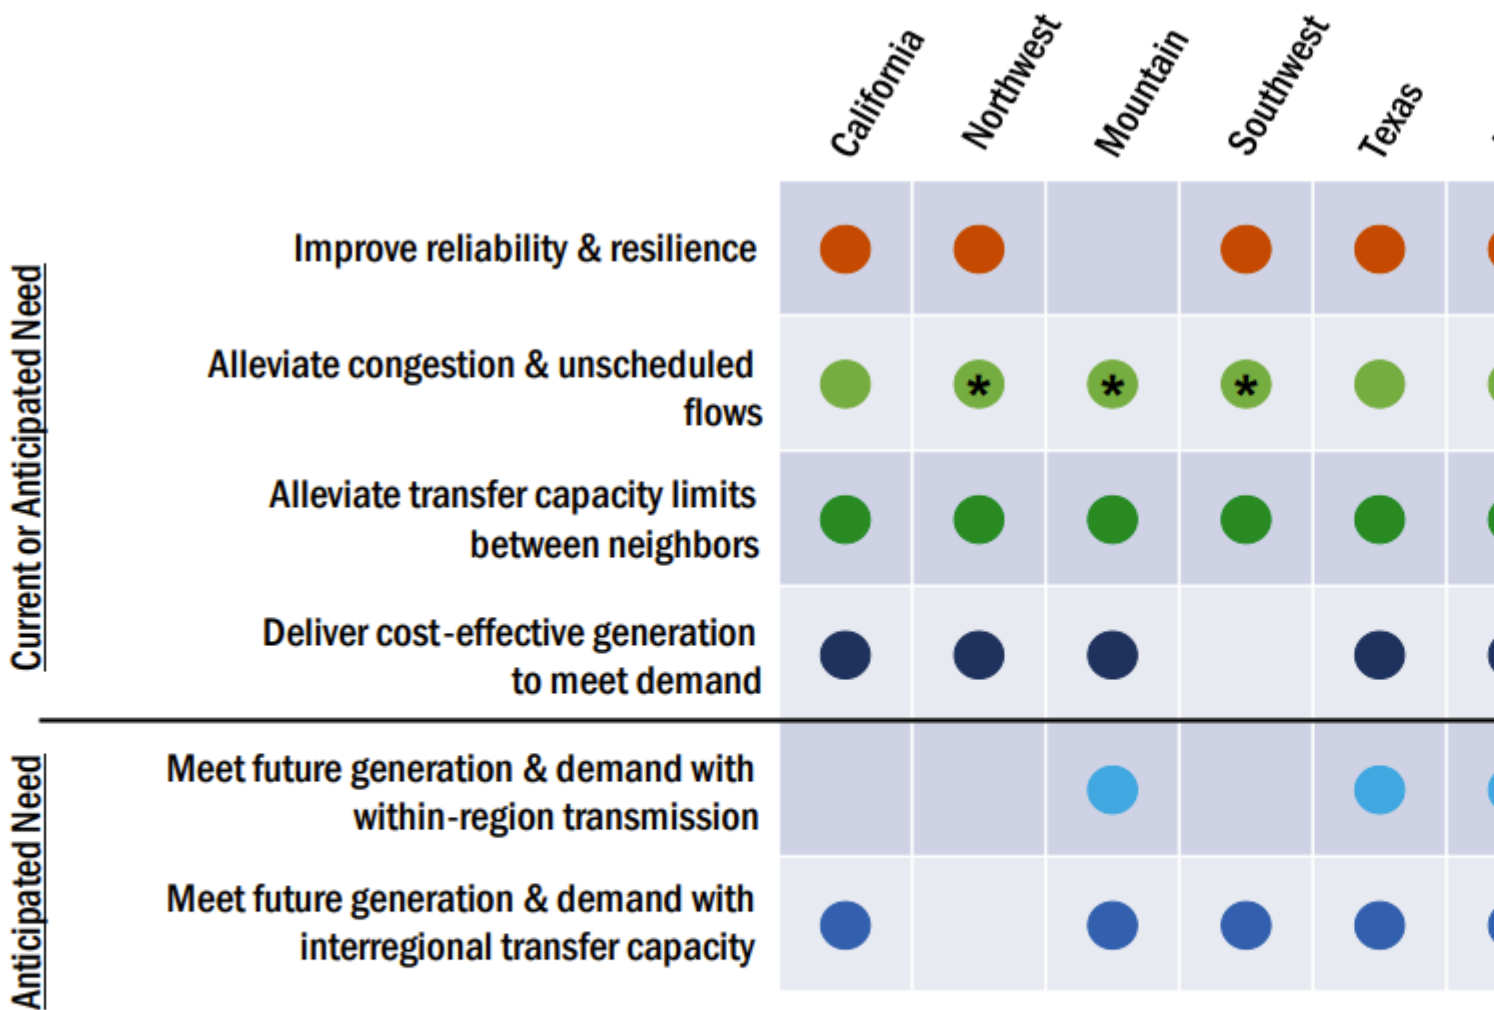 California
Northwest
Mountain
Southwest
Texas
Current or Anticipated Need
Improve reliability & resilience
Alleviate congestion & unscheduled
flows
* * *
Alleviate transfer capacity limits
between neighbors
Deliver cost-effective generation
to meet demand
Anticipated Need
Meet future generation & demand with
within-region transmission
Meet future generation & demand with
interregional transfer capacity